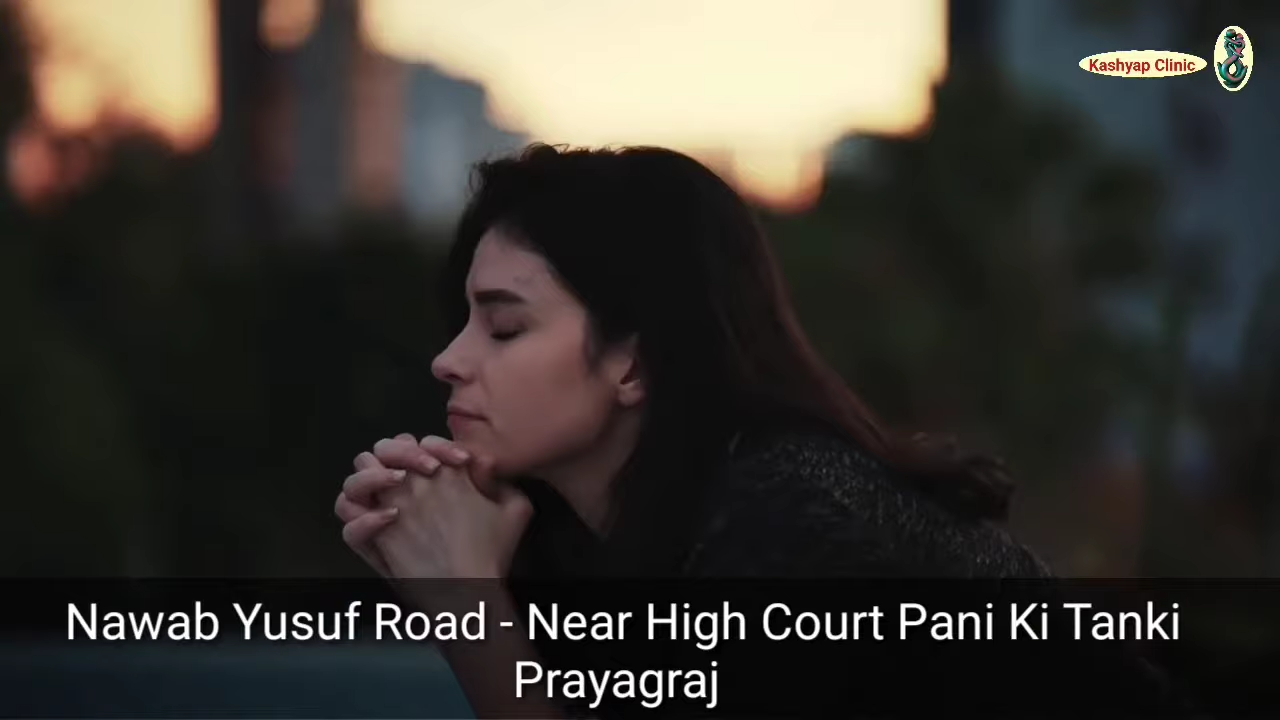 Kashyap Clinic
Nawab Yusuf Road - Near High Court Pani Ki Tanki
Prayagraj